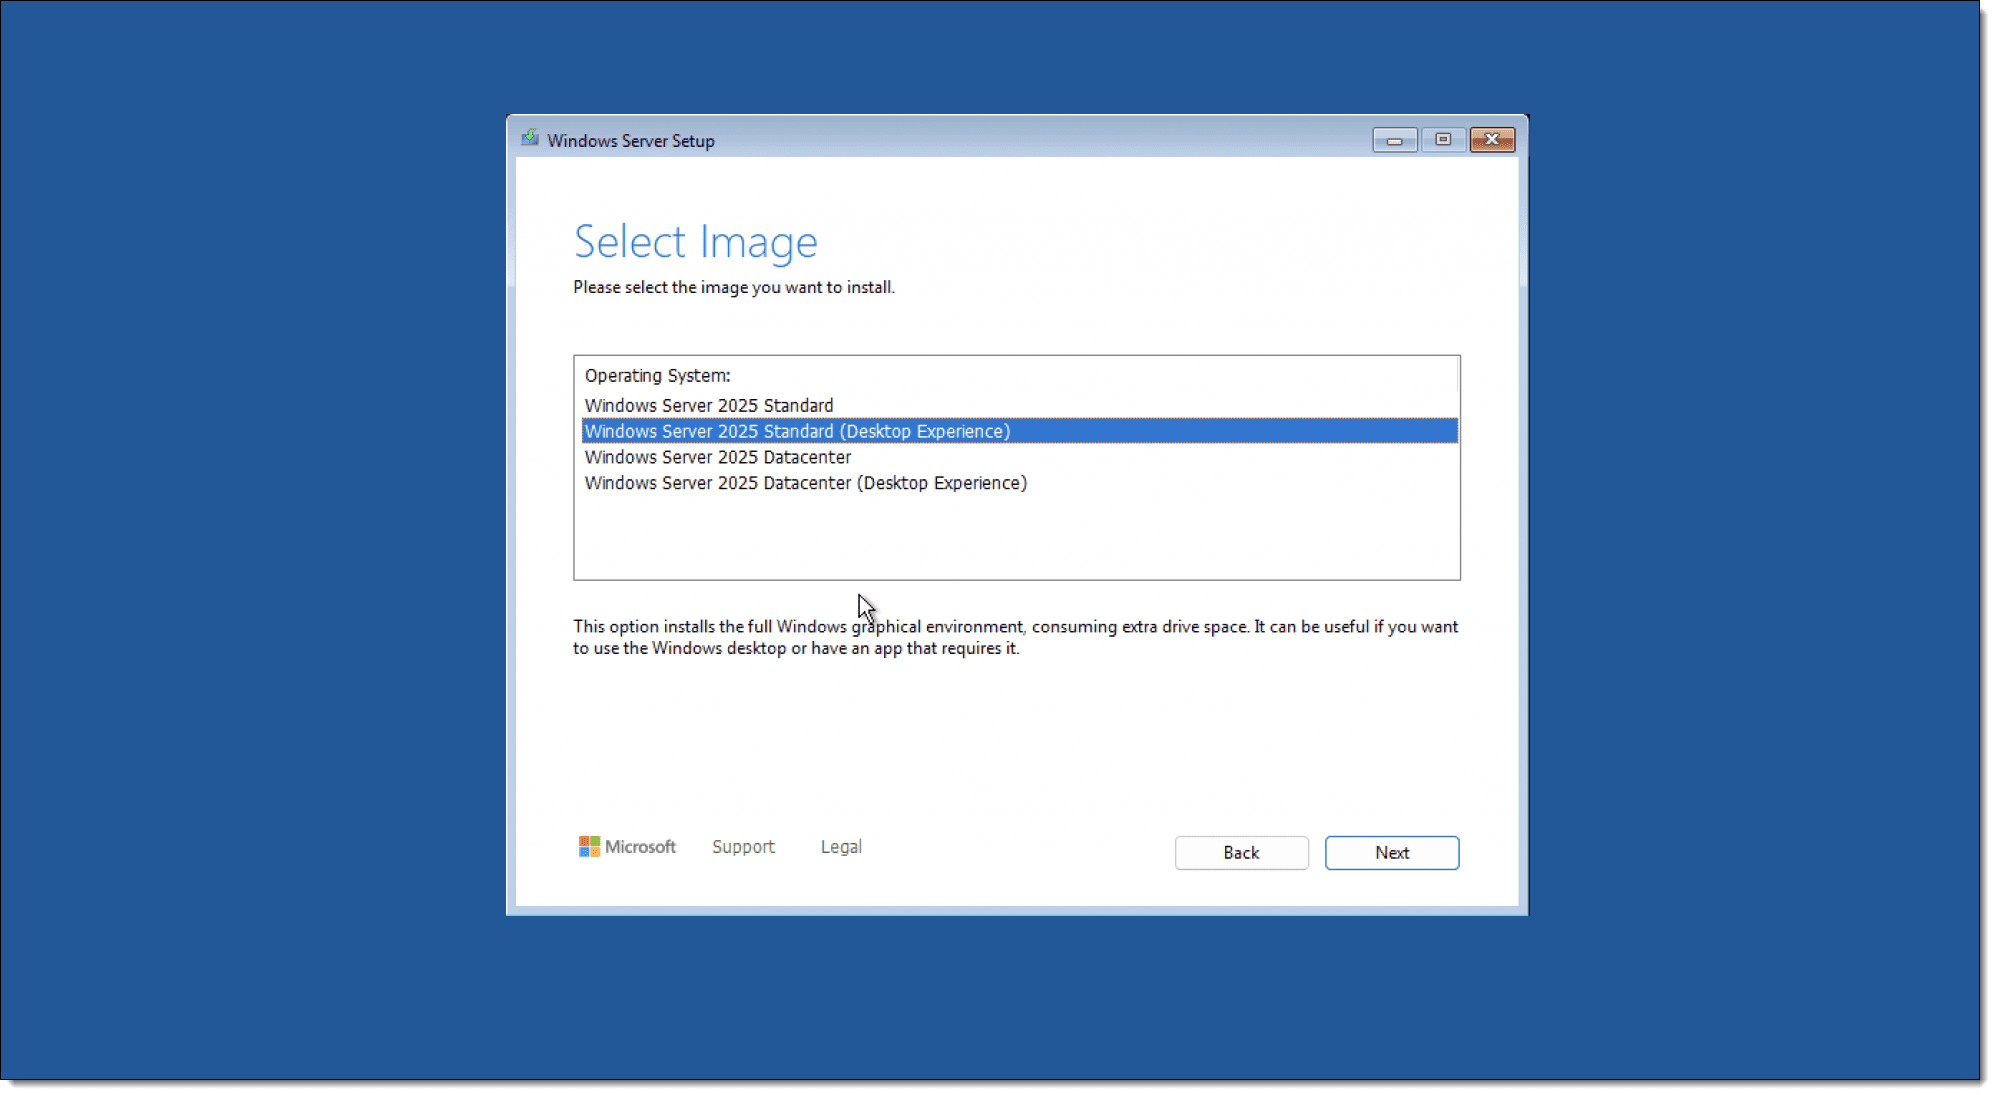 Windows Server Setup
Select Image
Please select the image you want to install.
Operating System:
Windows Server 2025 Standard
Windows Server 2025 Standard (Desktop Experience)
Windows Server 2025 Datacenter
Windows Server 2025 Datacenter (Desktop Experience)
This option installs the full Windows graphical environment, consuming extra drive space. It can be useful if you want
to use the Windows desktop or have an app that requires it.
Microsoft Support Legal Back Next